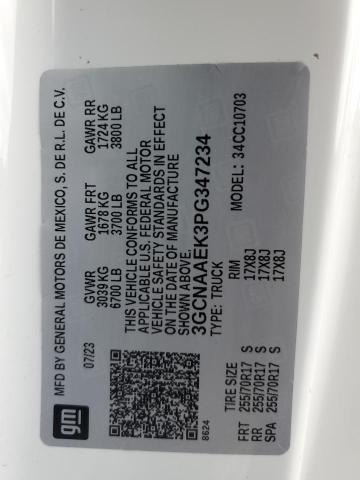 MFD BY GENERAL MOTORS DE MEXICO, S. DE R.L. DE C.V.
07/23
GVWR GAWR FRT GAWR RR
3039 KG 1678 KG 1724 KG
6700 LB 3700 LB 3800 LB
THIS VEHICLE CONFORMS TO ALL
APPLICABLE U.S. FEDERAL MOTOR
VEHICLE SAFETY STANDARDS IN EFFECT
ON THE DATE OF MANUFACTURE
SHOWN ABOVE.
3GCNAAEK3PG347234
TYPE: TRUCK MODEL: 34CC10703
gm
8624
TIRE SIZE RIM
FRT 255/70R17 S 17X8J
RR 255/70R17 S 17X8J
SPA 255/70R17 S 17X8J